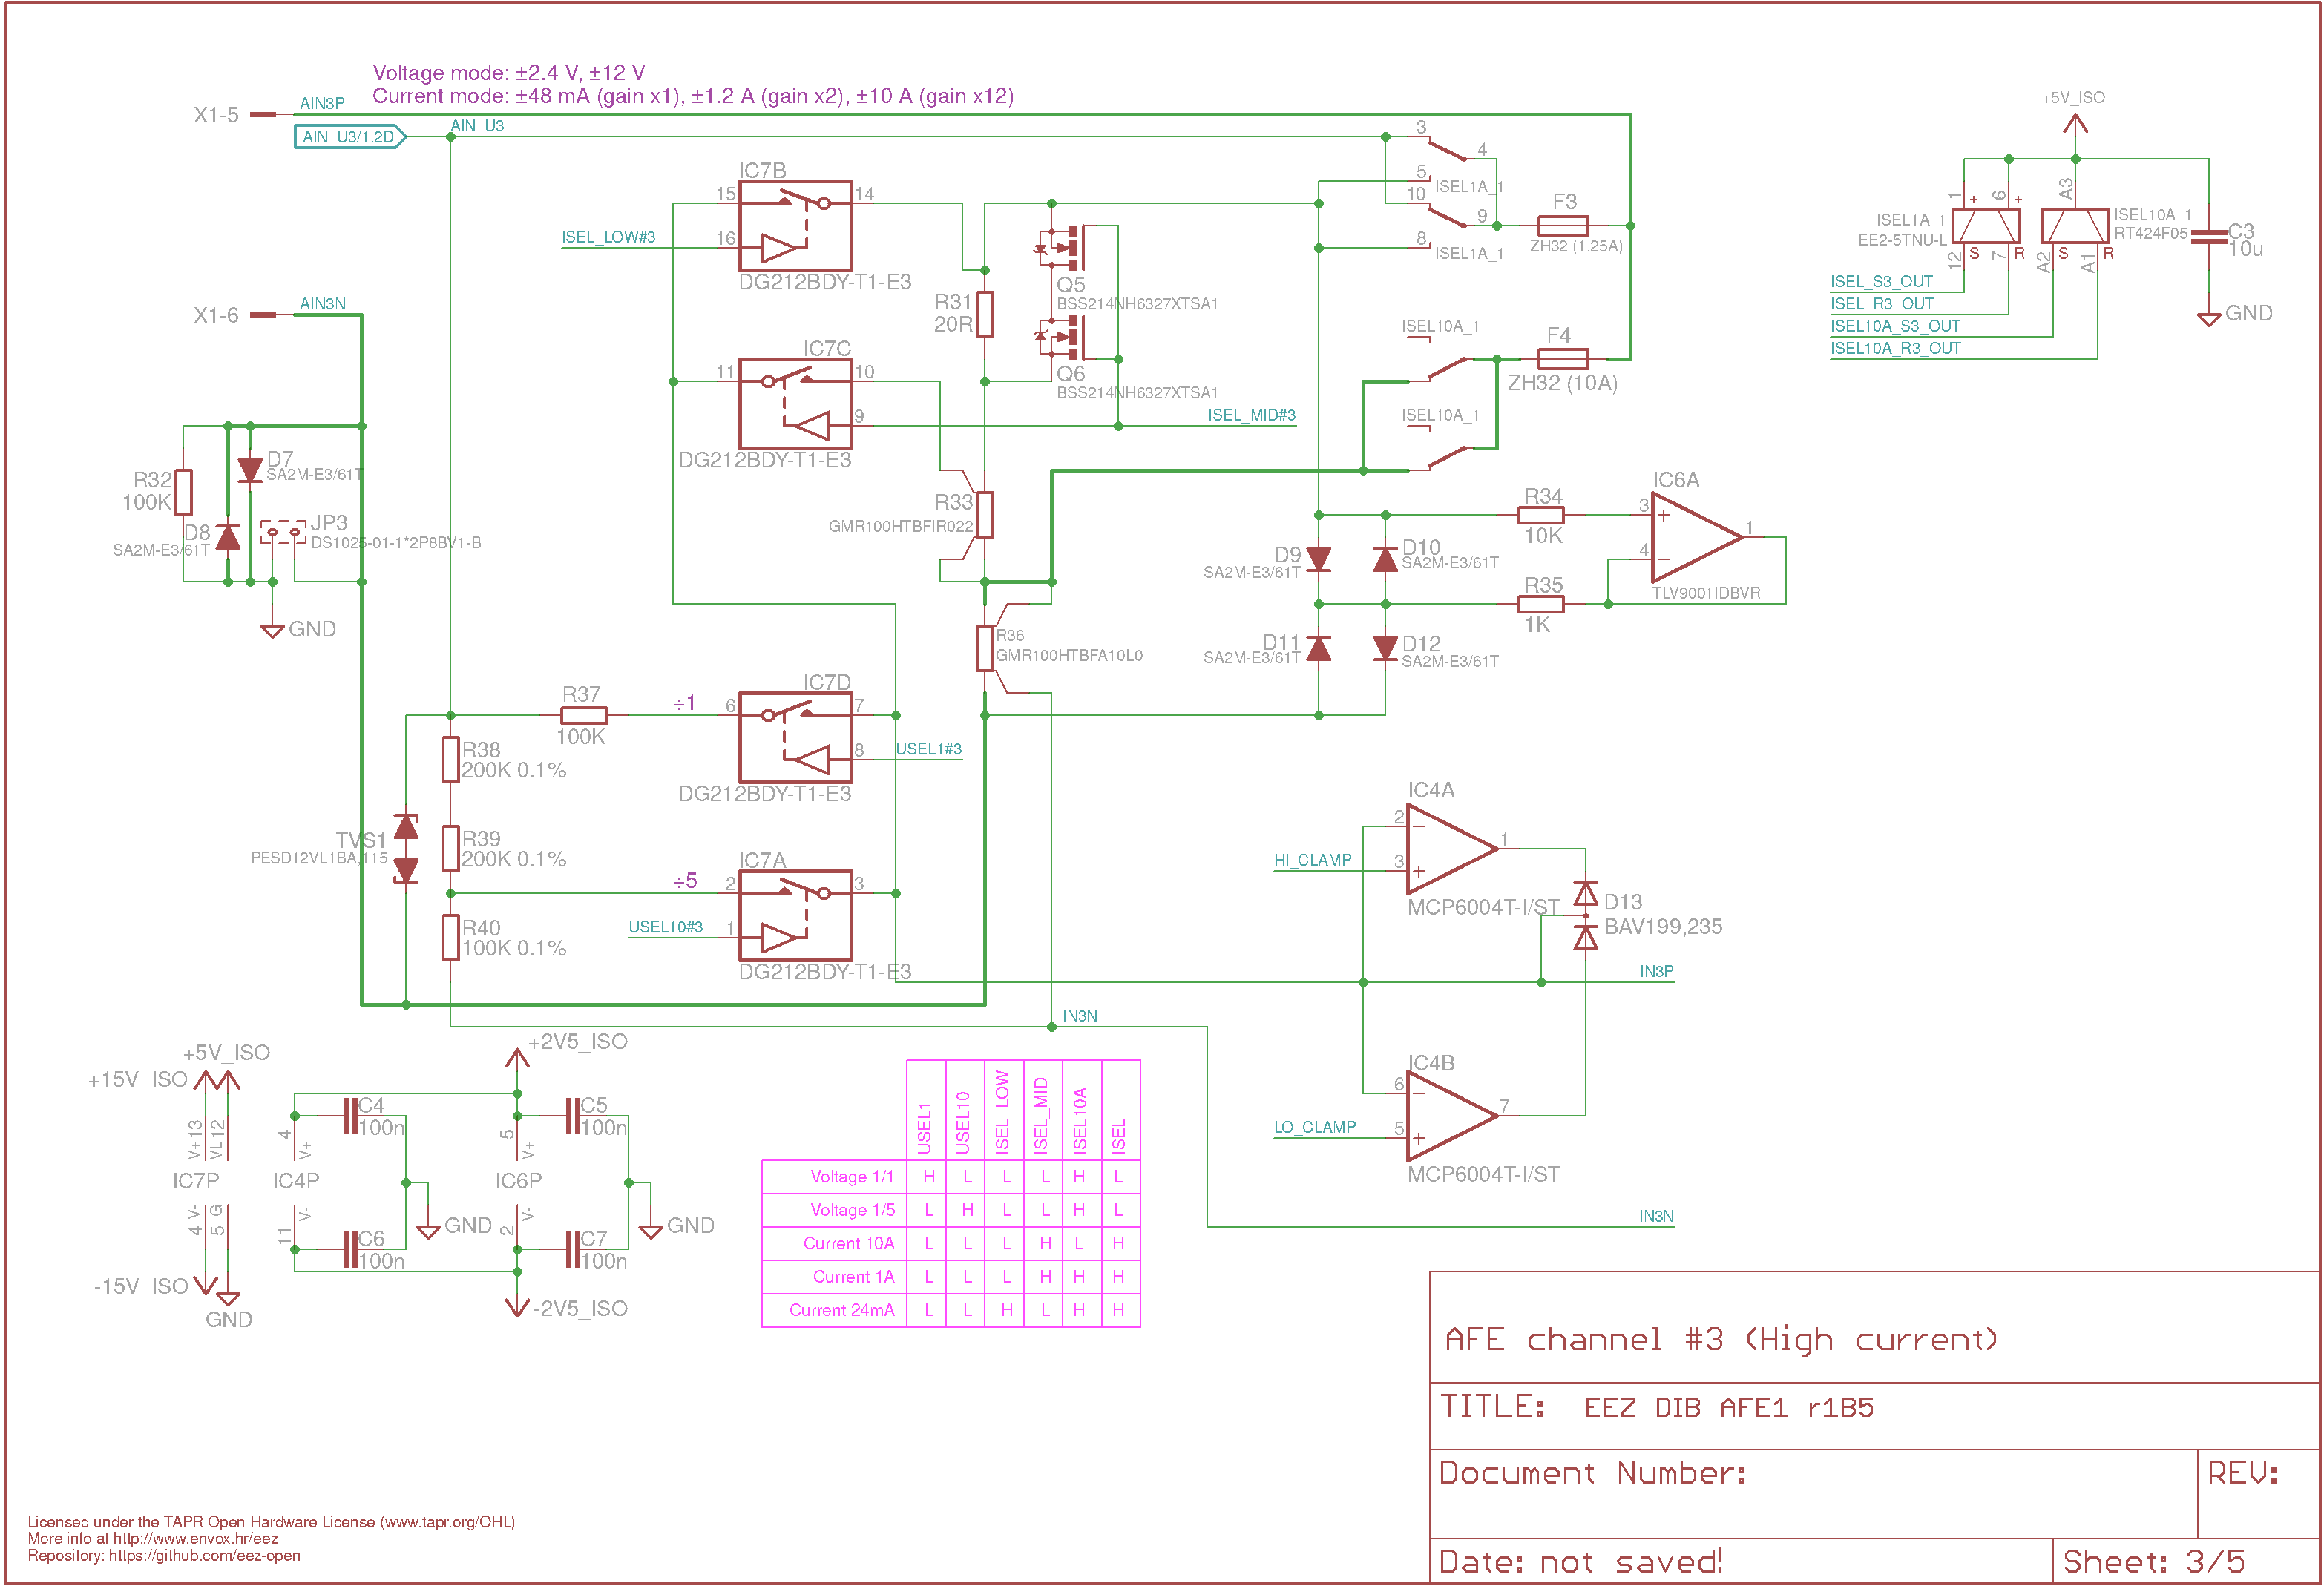 Voltage mode: ±2.4 V, ±12 V
Current mode: ±48 mA (gain x1), ±1.2 A (gain x2), ±10 A (gain x12)
X1-5
AIN3P
AIN_U3/1.2D
AIN_U3
IC7B
15
14
16
ISEL_LOW#3
DG212BDY-T1-E3
X1-6
AIN3N
R31
20R
Q5
BSS214NH6327XTSA1
Q6
BSS214NH6327XTSA1
3
4
5
ISEL1A_1
10
9
8
ISEL1A_1
F3
ZH32 (1.25A)
ISEL10A_1
F4
ZH32 (10A)
ISEL10A_1
+5V_ISO
1
+
6
+
A3
ISEL1A_1
EE2-5TNU-L
ISEL10A_1
RT424F05
C3
10u
12
S
7
R
A2
S
A1
R
ISEL_S3_OUT
ISEL_R3_OUT
ISEL10A_S3_OUT
ISEL10A_R3_OUT
GND
IC7C
11
10
9
ISEL_MID#3
DG212BDY-T1-E3
R32
100K
D7
SA2M-E3/61T
D8
SA2M-E3/61T
JP3
DS1025-01-1*2P8BV1-B
GND
R33
GMR100HTBFIR022
R36
GMR100HTBFA10L0
D9
SA2M-E3/61T
D10
SA2M-E3/61T
D11
SA2M-E3/61T
D12
SA2M-E3/61T
R34
10K
R35
1K
IC6A
3
+
4
−
1
TLV9001IDBVR
R37
100K
÷1
IC7D
6
7
8
USEL1#3
DG212BDY-T1-E3
R38
200K 0.1%
TVS1
PESD12VL1BA,115
R39
200K 0.1%
÷5
IC7A
2
3
1
USEL10#3
DG212BDY-T1-E3
R40
100K 0.1%
IC4A
2
−
HI_CLAMP
3
+
1
MCP6004T-I/ST
D13
BAV199,235
IN3P
IN3N
IC4B
6
−
LO_CLAMP
5
+
7
MCP6004T-I/ST
IN3N
+5V_ISO
+15V_ISO
V+ 13
VL 12
IC7P
4 V-
5 G
-15V_ISO
GND
+2V5_ISO
4
V+
C4
100n
IC4P
11
V-
C6
100n
GND
5
V+
C5
100n
IC6P
2
V-
C7
100n
GND
-2V5_ISO
USEL1 USEL10 ISEL_LOW ISEL_MID ISEL10A ISEL
Voltage 1/1 H L L L H L
Voltage 1/5 L H L L H L
Current 10A L L L H L H
Current 1A L L L H H H
Current 24mA L L H L H H
AFE channel #3 (High current)
TITLE: EEZ DIB AFE1 r1B5
Document Number:
REV:
Date: not saved!
Sheet: 3/5
Licensed under the TAPR Open Hardware License (www.tapr.org/OHL)
More info at http://www.envox.hr/eez
Repository: https://github.com/eez-open